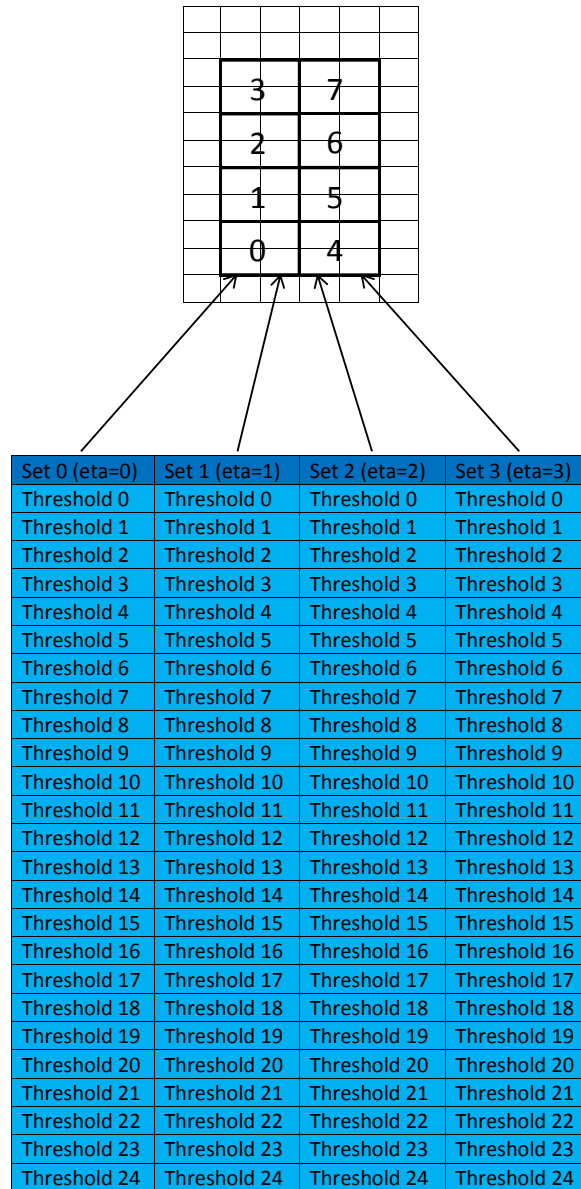 3 7
2 6
1 5
0 4
Set 0 (eta=0) Set 1 (eta=1) Set 2 (eta=2) Set 3 (eta=3)
Threshold 0 Threshold 0 Threshold 0 Threshold 0
Threshold 1 Threshold 1 Threshold 1 Threshold 1
Threshold 2 Threshold 2 Threshold 2 Threshold 2
Threshold 3 Threshold 3 Threshold 3 Threshold 3
Threshold 4 Threshold 4 Threshold 4 Threshold 4
Threshold 5 Threshold 5 Threshold 5 Threshold 5
Threshold 6 Threshold 6 Threshold 6 Threshold 6
Threshold 7 Threshold 7 Threshold 7 Threshold 7
Threshold 8 Threshold 8 Threshold 8 Threshold 8
Threshold 9 Threshold 9 Threshold 9 Threshold 9
Threshold 10 Threshold 10 Threshold 10 Threshold 10
Threshold 11 Threshold 11 Threshold 11 Threshold 11
Threshold 12 Threshold 12 Threshold 12 Threshold 12
Threshold 13 Threshold 13 Threshold 13 Threshold 13
Threshold 14 Threshold 14 Threshold 14 Threshold 14
Threshold 15 Threshold 15 Threshold 15 Threshold 15
Threshold 16 Threshold 16 Threshold 16 Threshold 16
Threshold 17 Threshold 17 Threshold 17 Threshold 17
Threshold 18 Threshold 18 Threshold 18 Threshold 18
Threshold 19 Threshold 19 Threshold 19 Threshold 19
Threshold 20 Threshold 20 Threshold 20 Threshold 20
Threshold 21 Threshold 21 Threshold 21 Threshold 21
Threshold 22 Threshold 22 Threshold 22 Threshold 22
Threshold 23 Threshold 23 Threshold 23 Threshold 23
Threshold 24 Threshold 24 Threshold 24 Threshold 24